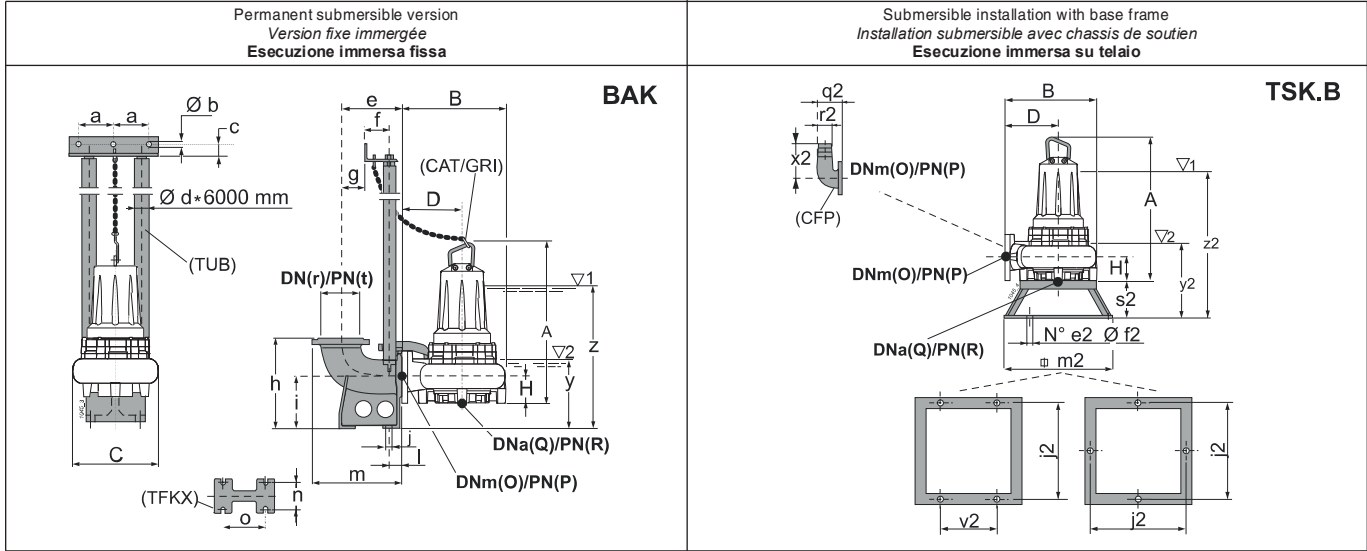 Permanent submersible version
Version fixe immergée
Esecuzione immersa fissa
Submersible installation with base frame
Installation submersible avec chassis de soutien
Esecuzione immersa su telaio
BAK
Ø b
a
a
c
Ø d*6000 mm
(TUB)
C
(TFKX)
n
o
e
B
f
g
(CAT/GRI)
D
DN(r)/PN(t)
▽1
A
z
▽2
h
i
H
y
j
l
m
DNa(Q)/PN(R)
DNm(O)/PN(P)
TSK.B
q2
r2
x2
DNm(O)/PN(P)
(CFP)
B
D
▽1
A
z2
▽2
DNm(O)/PN(P)
H
y2
s2
N° e2 Ø f2
DNa(Q)/PN(R)
m2
j2
v2
j2
j2